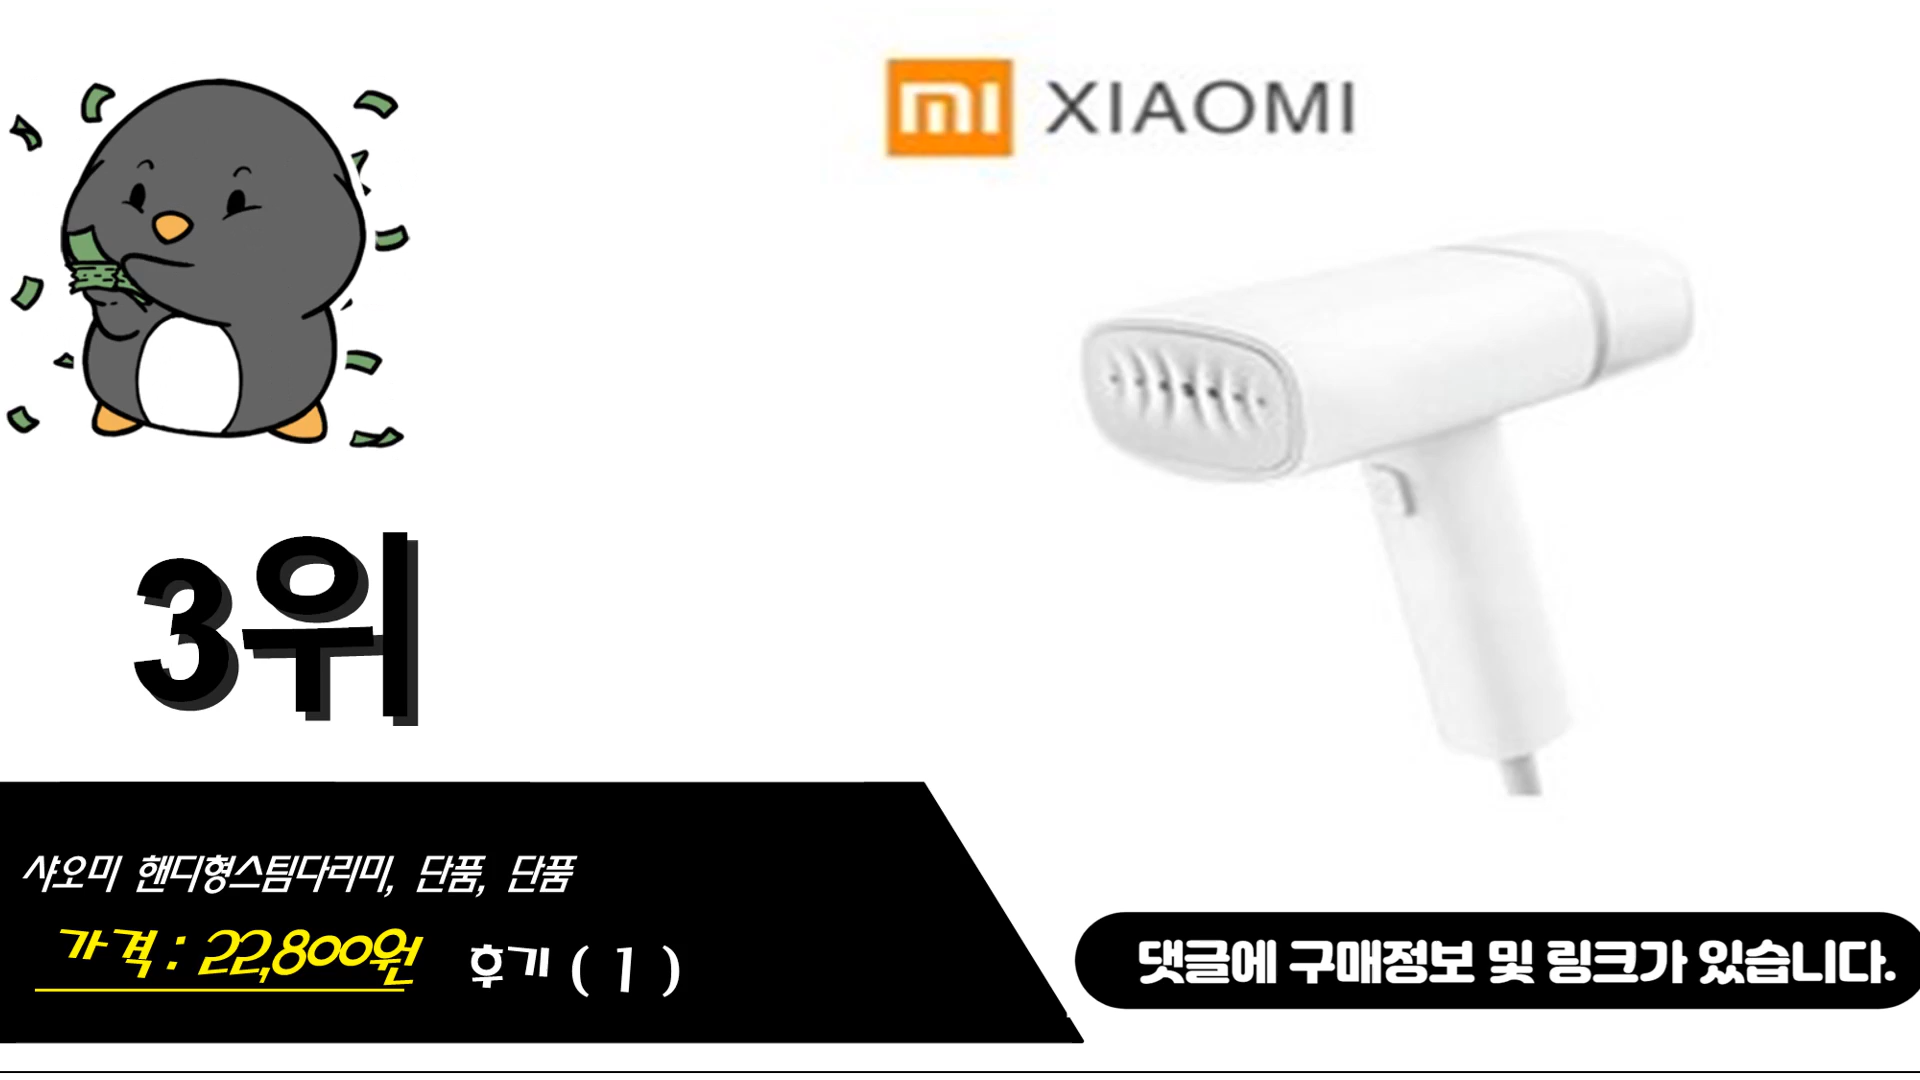 mi XIAOMI
3위
샤오미 핸디형스팀다리미, 단품, 단품
가격 : 22,800원 후기 ( 1 )
댓글에 구매정보 및 링크가 있습니다.